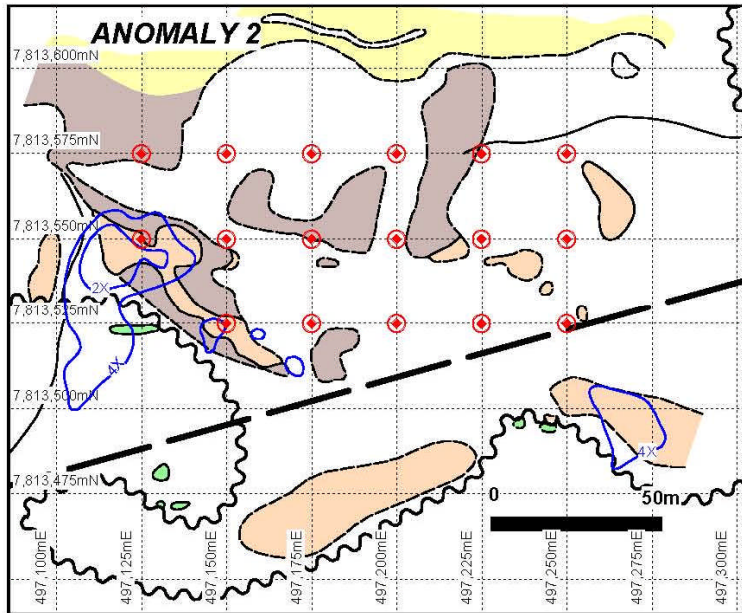 ANOMALY 2
7,813,600mN
7,813,575mN
7,813,550mN
2X
7,813,525mN
4X
7,813,500mN
4X
7,813,475mN
0 50m
497,100mE
497,125mE
497,150mE
497,175mE
497,200mE
497,225mE
497,250mE
497,275mE
497,300mE